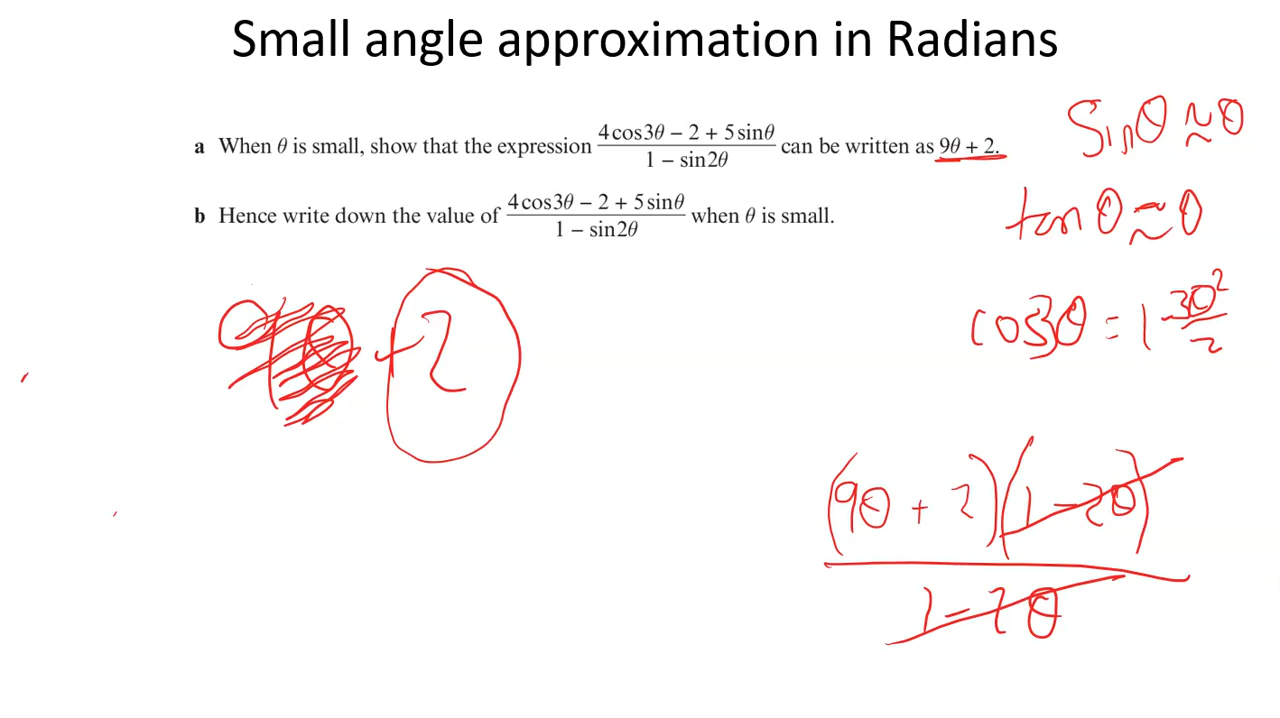 Small angle approximation in Radians
a When θ is small, show that the expression (4cos3θ − 2 + 5sinθ)/(1 − sin2θ) can be written as 9θ + 2.
b Hence write down the value of (4cos3θ − 2 + 5sinθ)/(1 − sin2θ) when θ is small.
sinθ ≈ θ
tanθ ≈ θ
cos3θ = 1 - 3θ²/2
+ 2
(9θ + 2)(1 - 2θ)
1 - 2θ